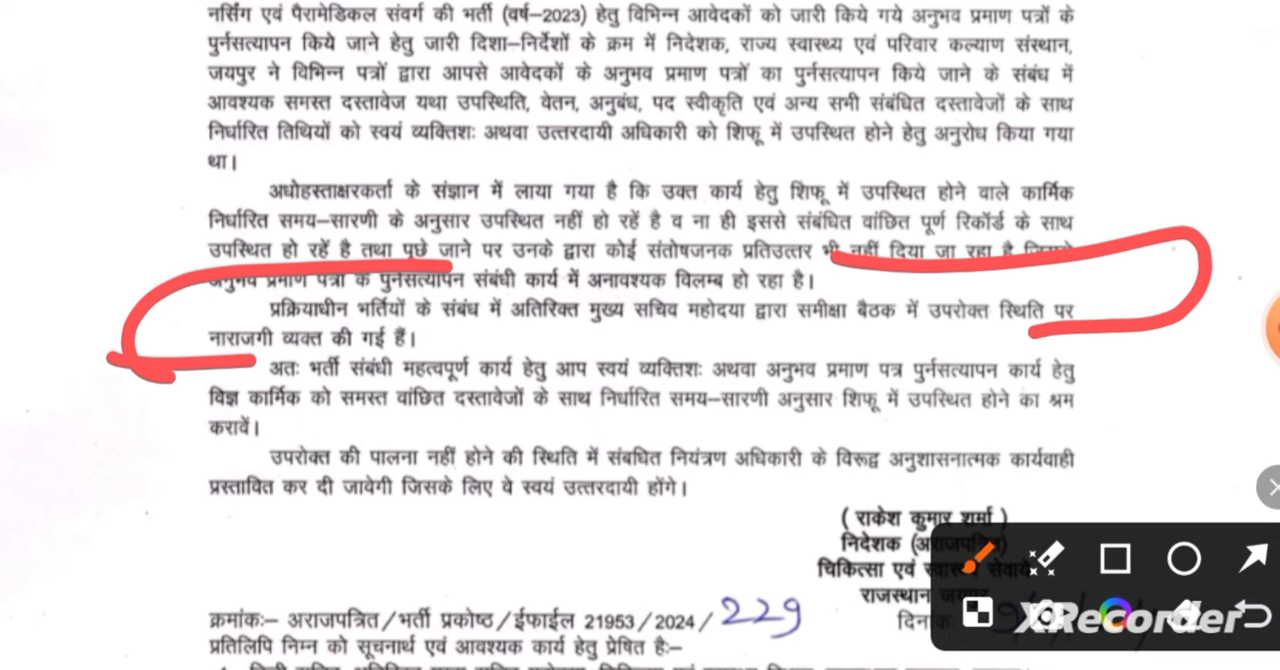 नर्सिंग एवं पैरामेडिकल संवर्ग की भर्ती (वर्ष–2023) हेतु विभिन्न आवेदकों को जारी किये गये अनुभव प्रमाण पत्रों के
पुर्नसत्यापन किये जाने हेतु जारी दिशा–निर्देशों के क्रम में निदेशक, राज्य स्वास्थ्य एवं परिवार कल्याण संस्थान,
जयपुर ने विभिन्न पत्रों द्वारा आपसे आवेदकों के अनुभव प्रमाण पत्रों का पुर्नसत्यापन किये जाने के संबंध में
आवश्यक समस्त दस्तावेज यथा उपस्थिति, वेतन, अनुबंध, पद स्वीकृति एवं अन्य सभी संबंधित दस्तावेजों के साथ
निर्धारित तिथियों को स्वयं व्यक्तिशः अथवा उत्तरदायी अधिकारी को शिफू में उपस्थित होने हेतु अनुरोध किया गया
था।
अधोहस्ताक्षरकर्ता के संज्ञान में लाया गया है कि उक्त कार्य हेतु शिफू में उपस्थित होने वाले कार्मिक
निर्धारित समय–सारणी के अनुसार उपस्थित नहीं हो रहें है व ना ही इससे संबंधित वांछित पूर्ण रिकॉर्ड के साथ
उपस्थित हो रहें है तथा पूछे जाने पर उनके द्वारा कोई संतोषजनक प्रतिउत्तर भी नहीं दिया जा रहा है जिससे
अनुभव प्रमाण पत्रों के पुर्नसत्यापन संबंधी कार्य में अनावश्यक विलम्ब हो रहा है।
प्रक्रियाधीन भर्तियों के संबंध में अतिरिक्त मुख्य सचिव महोदया द्वारा समीक्षा बैठक में उपरोक्त स्थिति पर
नाराजगी व्यक्त की गई हैं।
अतः भर्ती संबंधी महत्वपूर्ण कार्य हेतु आप स्वयं व्यक्तिशः अथवा अनुभव प्रमाण पत्र पुर्नसत्यापन कार्य हेतु
विज्ञ कार्मिक को समस्त वांछित दस्तावेजों के साथ निर्धारित समय–सारणी अनुसार शिफू में उपस्थित होने का श्रम
करावें।
उपरोक्त की पालना नहीं होने की स्थिति में संबधित नियंत्रण अधिकारी के विरूद्व अनुशासनात्मक कार्यवाही
प्रस्तावित कर दी जावेगी जिसके लिए वे स्वयं उत्तरदायी होंगे।
( राकेश कुमार शर्मा )
निदेशक (अराजपत्रित)
चिकित्सा एवं स्वास्थ्य सेवायें
राजस्थान जयपुर
क्रमांकः– अराजपत्रित/भर्ती प्रकोष्ठ/ईफाईल 21953/2024/ 229
XRecorder
प्रतिलिपि निम्न को सूचनार्थ एवं आवश्यक कार्य हेतु प्रेषित हैः–